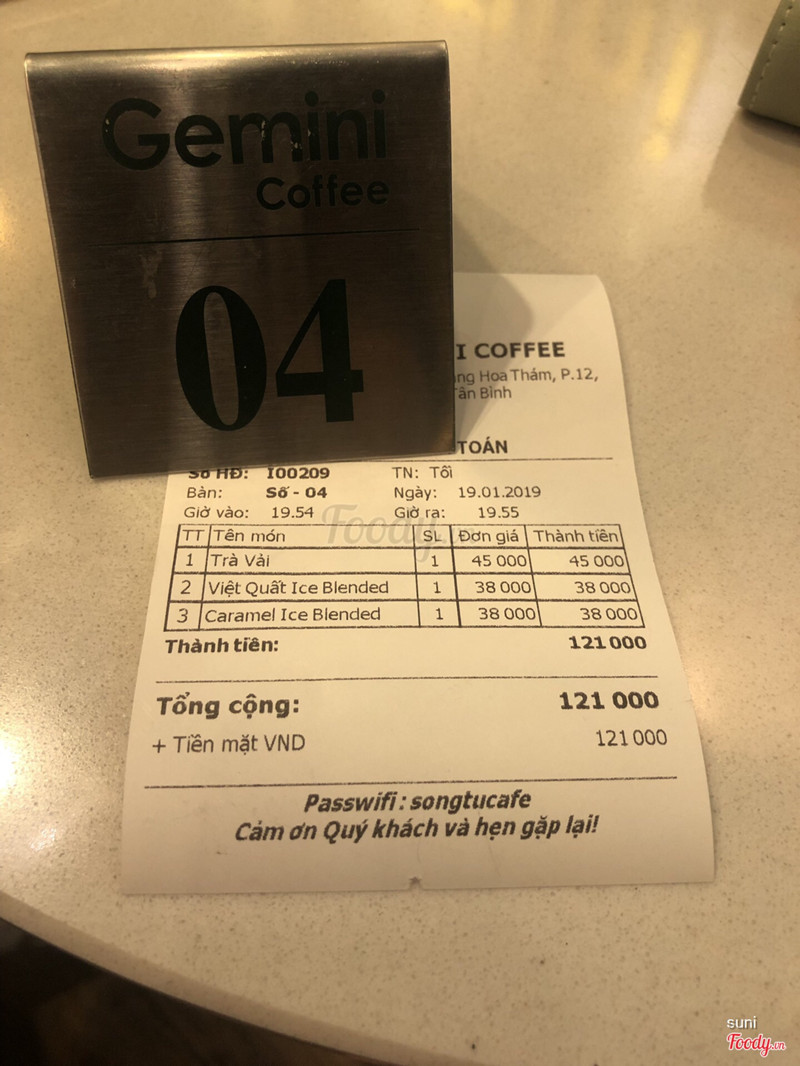 Gemini
Coffee
04
I COFFEE
ng Hoa Thám, P.12,
Tân Bình
TOÁN
Số HĐ: I00209 TN: Tối
Bàn: Số - 04 Ngày: 19.01.2019
Giờ vào: 19.54 Giờ ra: 19.55
TT Tên món SL Đơn giá Thành tiền
1 Trà Vải 1 45 000 45 000
2 Việt Quất Ice Blended 1 38 000 38 000
3 Caramel Ice Blended 1 38 000 38 000
Thành tiền: 121 000
Tổng cộng: 121 000
+ Tiền mặt VND 121 000
Passwifi : songtucafe
Cảm ơn Quý khách và hẹn gặp lại!
Foody
suni
Foody.vn